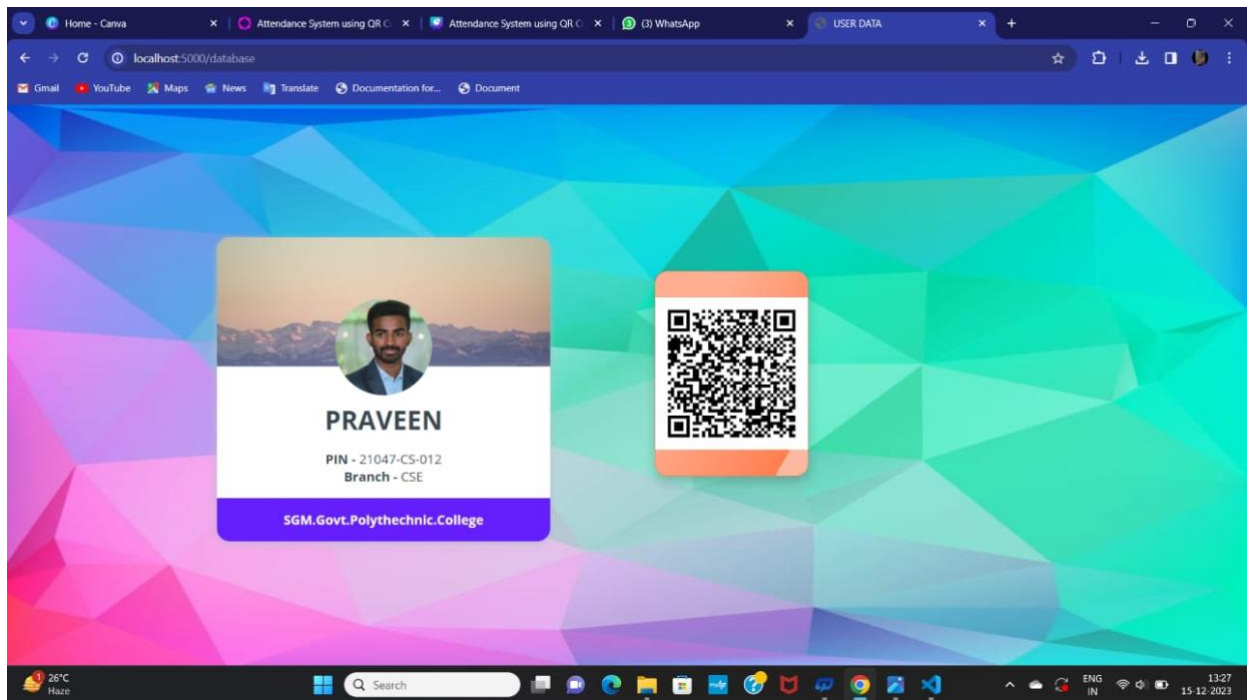 Home - Canva
Attendance System using QR C
Attendance System using QR C
(3) WhatsApp
USER DATA
localhost:5000/database
Gmail
YouTube
Maps
News
Translate
Documentation for...
Document
PRAVEEN
PIN - 21047-CS-012
Branch - CSE
SGM.Govt.Polythechnic.College
1
26°C
Haze
Search
ENG
IN
13:27
15-12-2023